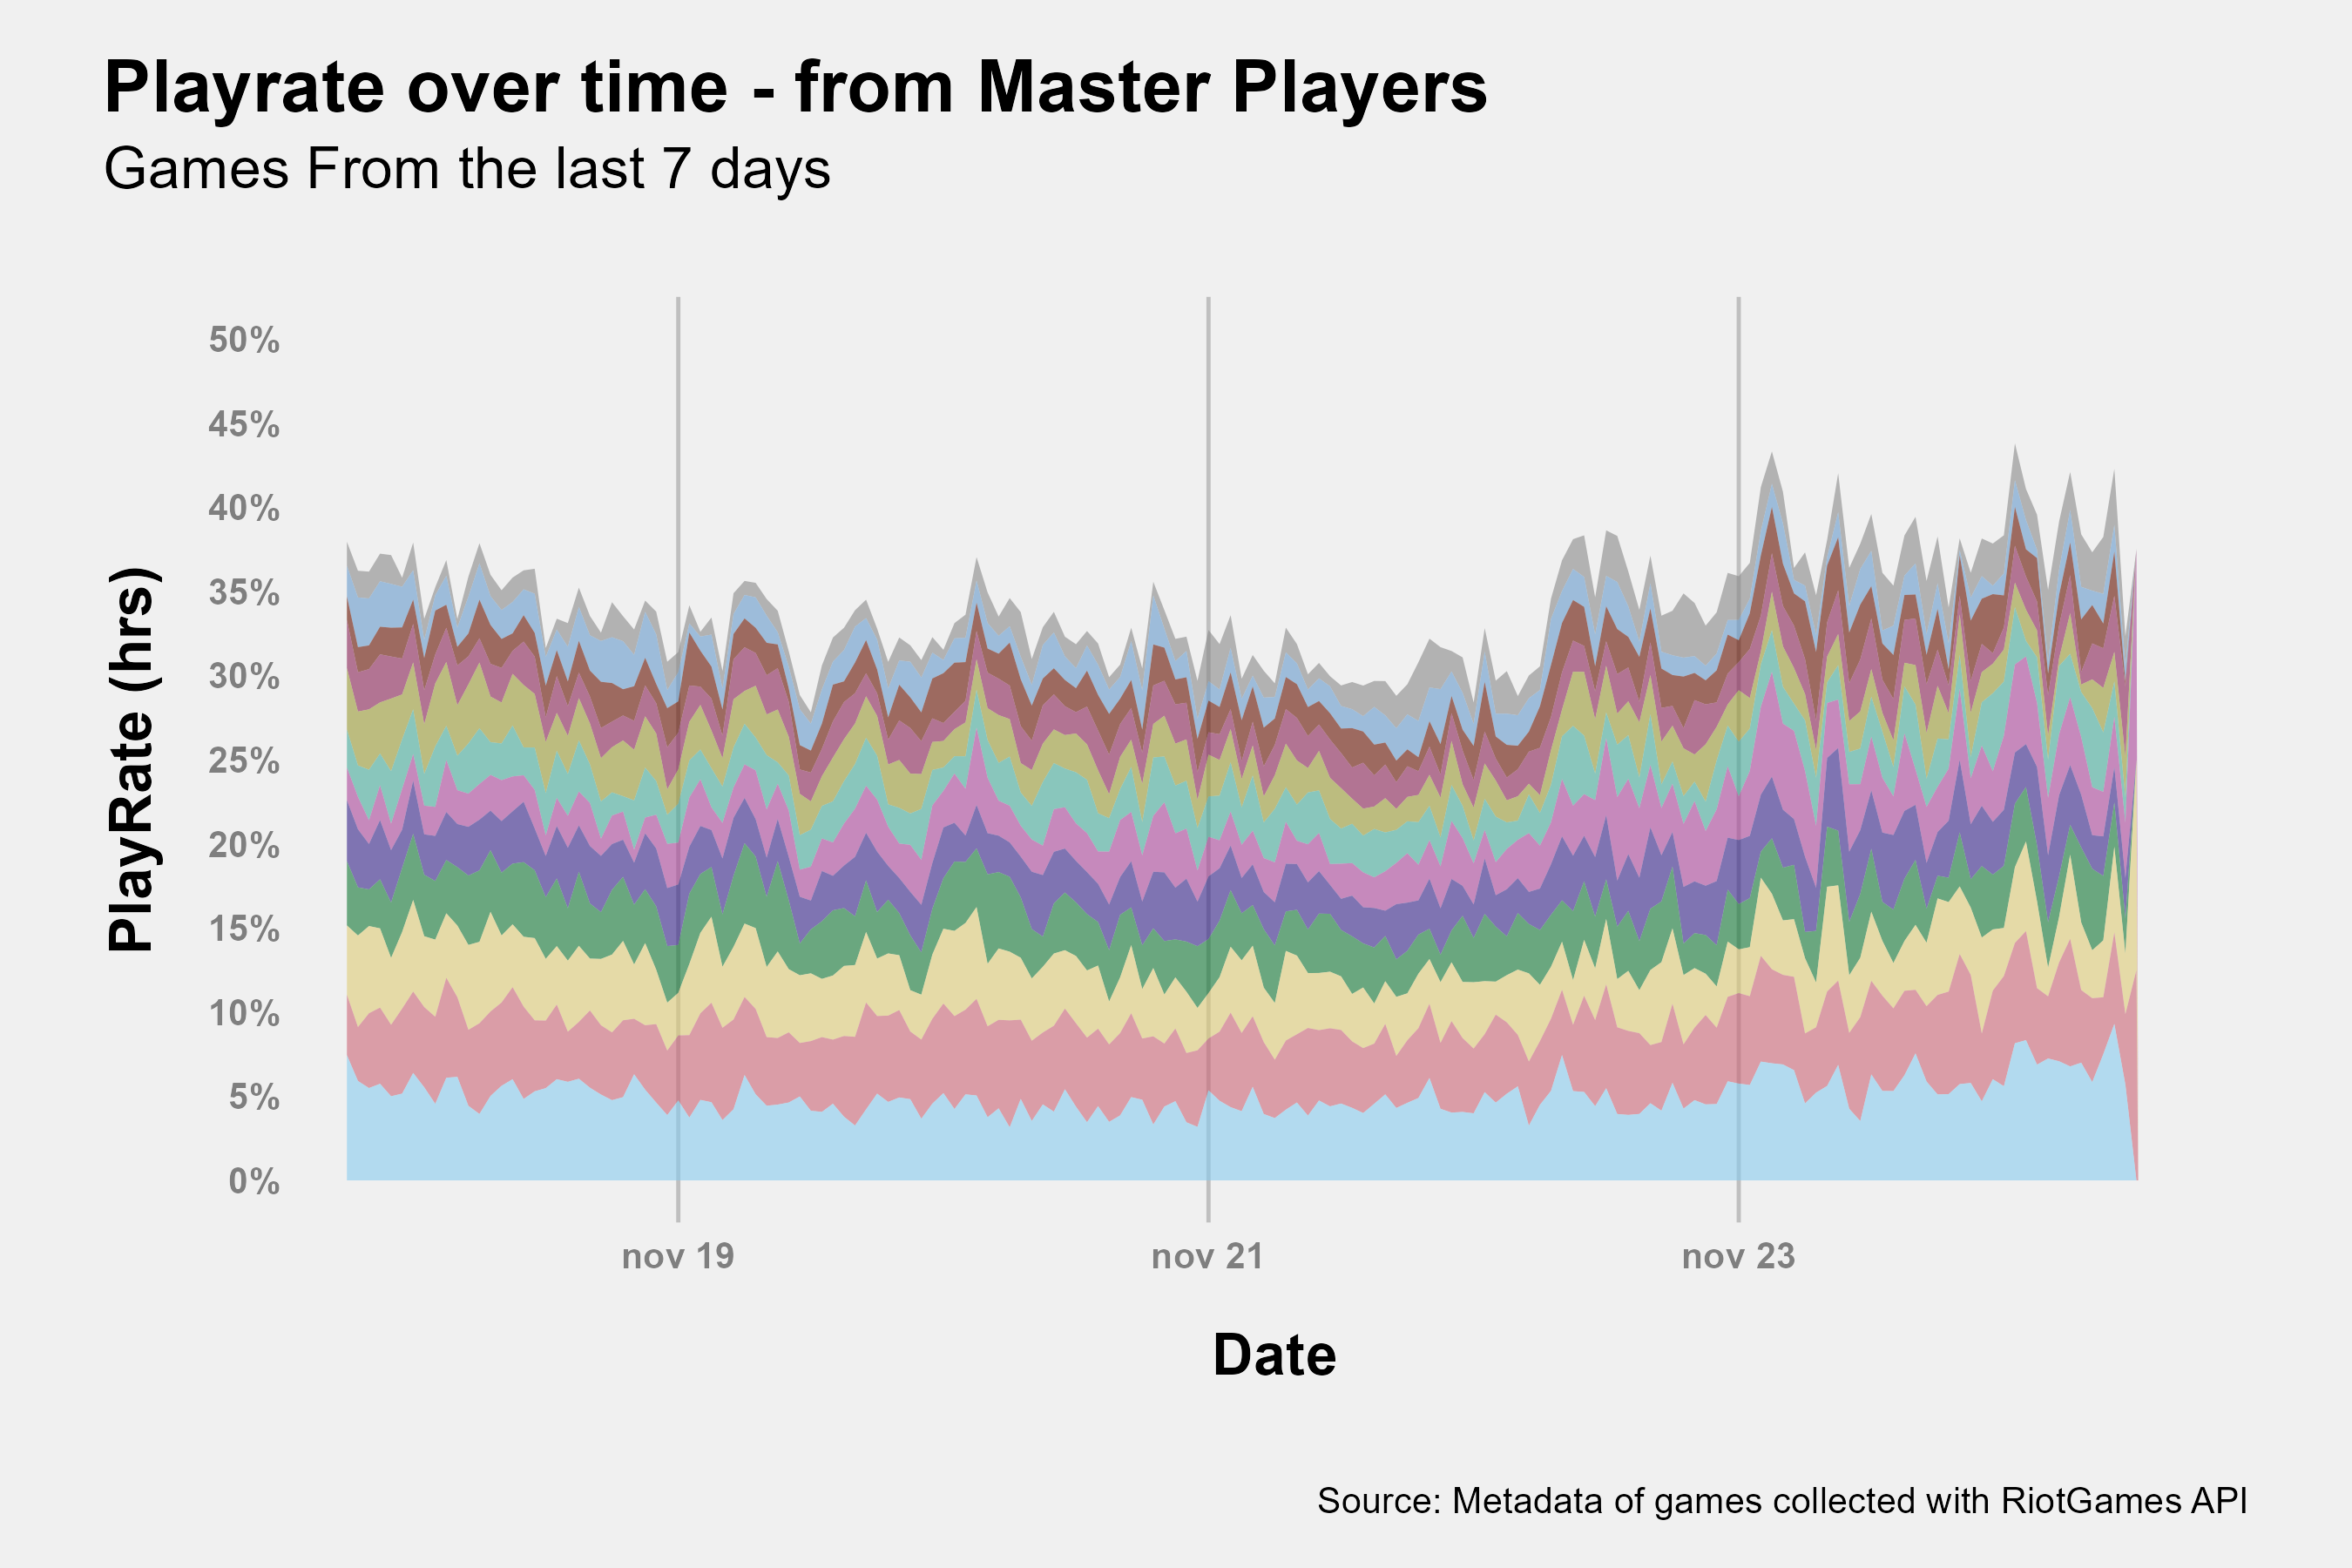 Playrate over time - from Master Players
Games From the last 7 days
50%
45%
40%
35%
30%
25%
20%
15%
10%
5%
0%
PlayRate (hrs)
nov 19
nov 21
nov 23
Date
Source: Metadata of games collected with RiotGames API